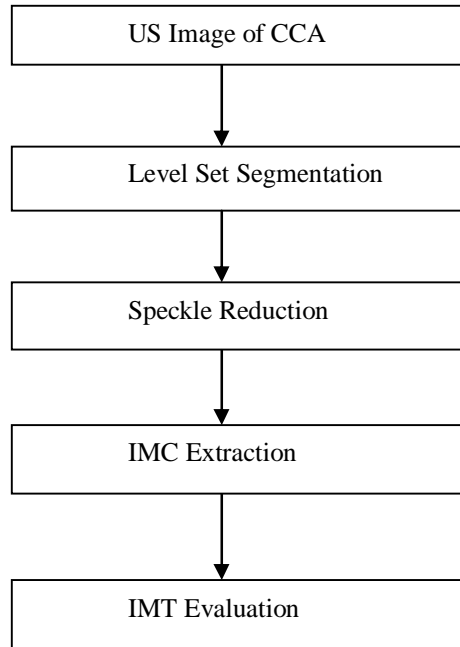 US Image of CCA
Level Set Segmentation
Speckle Reduction
IMC Extraction
IMT Evaluation